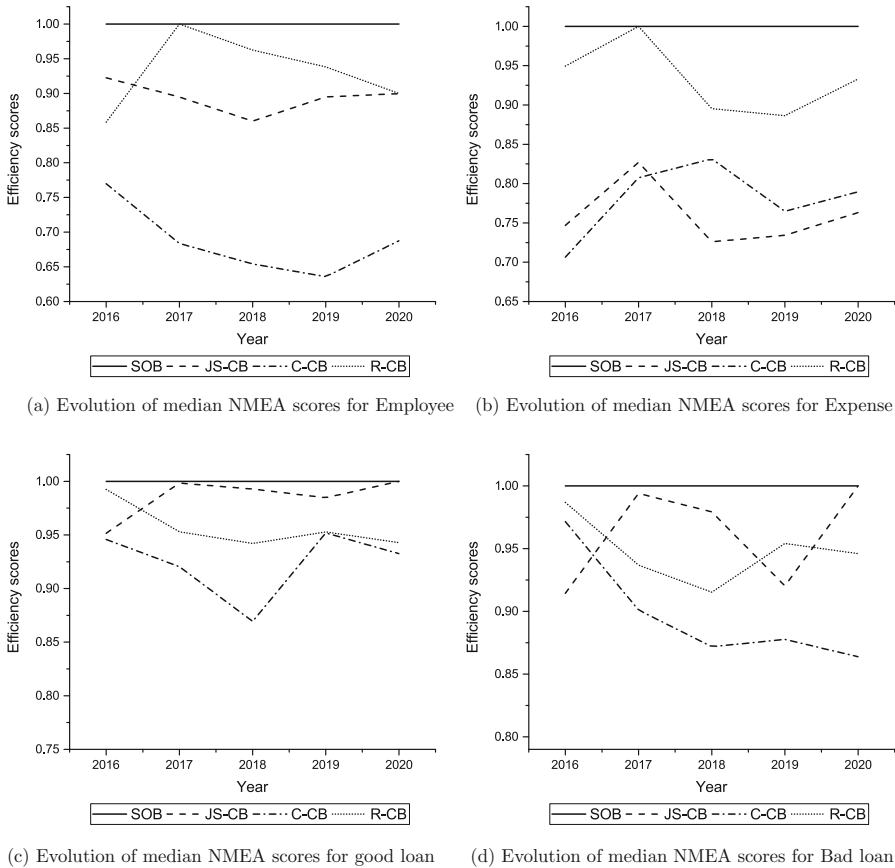 1.00
0.95
0.90
0.85
0.80
0.75
0.70
0.65
0.60
Efficiency scores
2016 2017 2018 2019 2020
Year
SOB JS-CB C-CB R-CB
(a) Evolution of median NMEA scores for Employee
1.00
0.95
0.90
0.85
0.80
0.75
0.70
0.65
Efficiency scores
2016 2017 2018 2019 2020
Year
SOB JS-CB C-CB R-CB
(b) Evolution of median NMEA scores for Expense
1.00
0.95
0.90
0.85
0.80
0.75
Efficiency scores
2016 2017 2018 2019 2020
Year
SOB JS-CB C-CB R-CB
(c) Evolution of median NMEA scores for good loan
1.00
0.95
0.90
0.85
0.80
Efficiency scores
2016 2017 2018 2019 2020
Year
SOB JS-CB C-CB R-CB
(d) Evolution of median NMEA scores for Bad loan